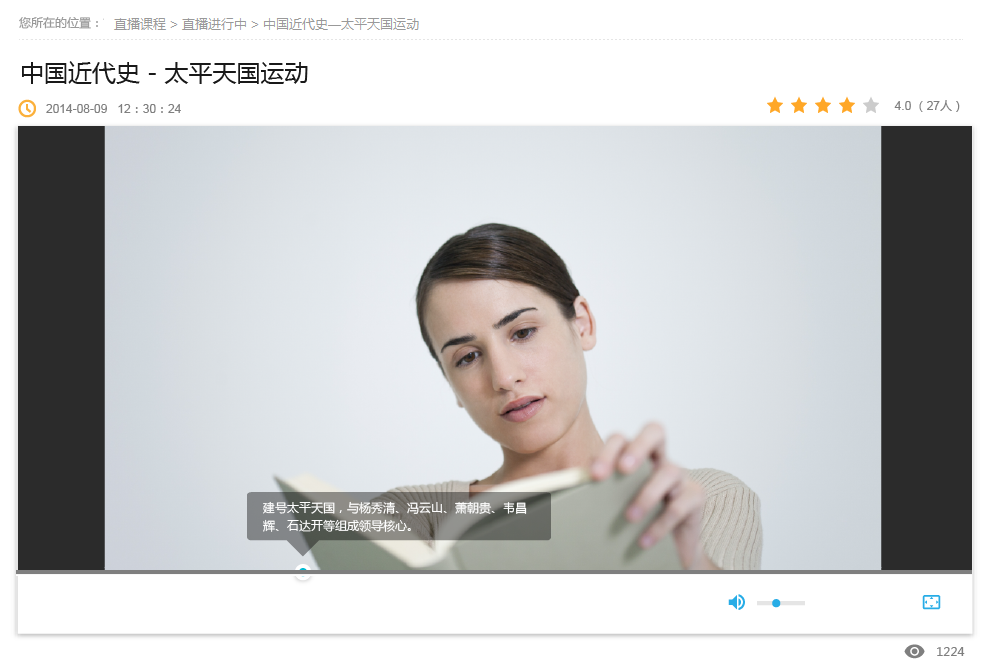 您所在的位置： 直播课程 > 直播进行中 > 中国近代史—太平天国运动
中国近代史 - 太平天国运动
2014-08-09 12：30：24
4.0（27人）
建号太平天国，与杨秀清、冯云山、萧朝贵、韦昌
辉、石达开等组成领导核心。
1224